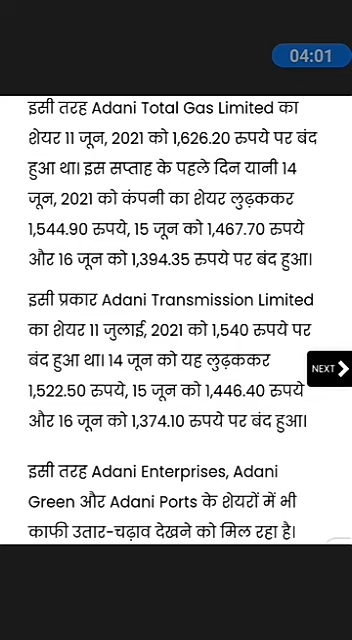 04:01
इसी तरह Adani Total Gas Limited का
शेयर 11 जून, 2021 को 1,626.20 रुपये पर बंद
हुआ था। इस सप्ताह के पहले दिन यानी 14
जून, 2021 को कंपनी का शेयर लुढ़ककर
1,544.90 रुपये, 15 जून को 1,467.70 रुपये
और 16 जून को 1,394.35 रुपये पर बंद हुआ।
इसी प्रकार Adani Transmission Limited
का शेयर 11 जुलाई, 2021 को 1,540 रुपये पर
बंद हुआ था। 14 जून को यह लुढ़ककर
NEXT
1,522.50 रुपये, 15 जून को 1,446.40 रुपये
और 16 जून को 1,374.10 रुपये पर बंद हुआ।
इसी तरह Adani Enterprises, Adani
Green और Adani Ports के शेयरों में भी
काफी उतार-चढ़ाव देखने को मिल रहा है।